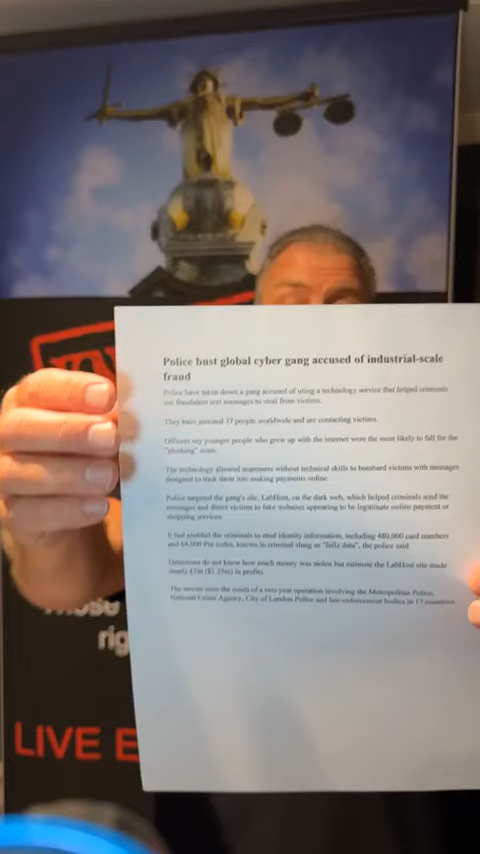 Police bust global cyber gang accused of industrial-scale
fraud
Police have taken down a gang accused of using a technology service that helped criminals
use fraudulent text messages to steal from victims.
They have arrested 37 people worldwide and are contacting victims.
Officers say younger people who grew up with the internet were the most likely to fall for the
"phishing" scam.
The technology allowed scammers without technical skills to bombard victims with messages
designed to trick them into making payments online.
Police targeted the gang's site, LabHost, on the dark web, which helped criminals send the
messages and direct victims to fake websites appearing to be legitimate online payment or
shopping services.
It had enabled the criminals to steal identity information, including 480,000 card numbers
and 64,000 Pin codes, known in criminal slang as "fullz data", the police said
Detectives do not know how much money was stolen but estimate the LabHost site made
nearly £1m ($1.25m) in profits.
The arrests were the result of a two-year operation involving the Metropolitan Police,
National Crime Agency, City of London Police and law-enforcement bodies in 17 countries
rig
LIVE E